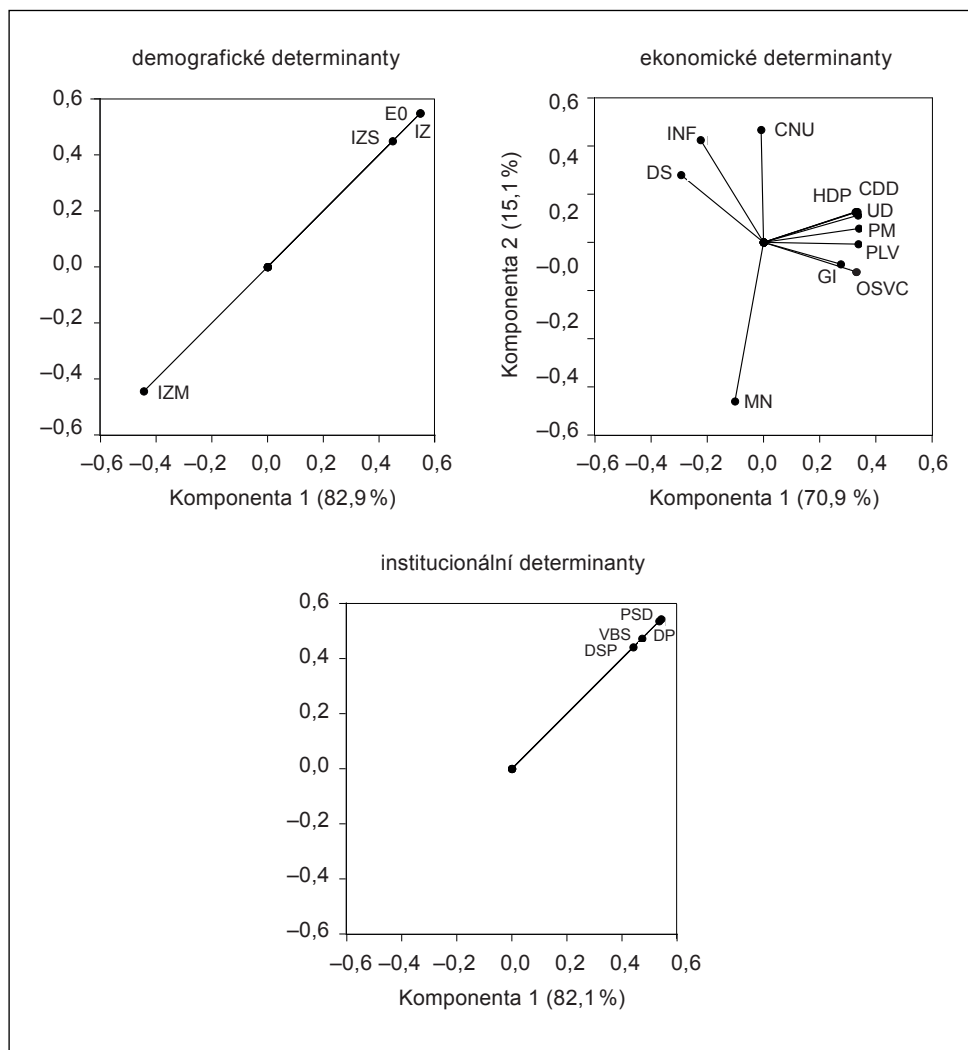 demografické determinanty
0,6
0,4
0,2
0,0
–0,2
–0,4
–0,6
E0
IZ
IZS
IZM
–0,6 –0,4 –0,2 0,0 0,2 0,4 0,6
Komponenta 1 (82,9 %)
ekonomické determinanty
Komponenta 2 (15,1 %)
0,6
0,4
0,2
–0,0
–0,2
–0,4
–0,6
INF
CNU
DS
HDP
CDD
UD
PM
PLV
GI
OSVC
MN
–0,6 –0,4 –0,2 0,0 0,2 0,4 0,6
Komponenta 1 (70,9 %)
institucionální determinanty
0,6
0,4
0,2
0,0
–0,2
–0,4
–0,6
PSD
VBS
DP
DSP
–0,6 –0,4 –0,2 0,0 0,2 0,4 0,6
Komponenta 1 (82,1 %)